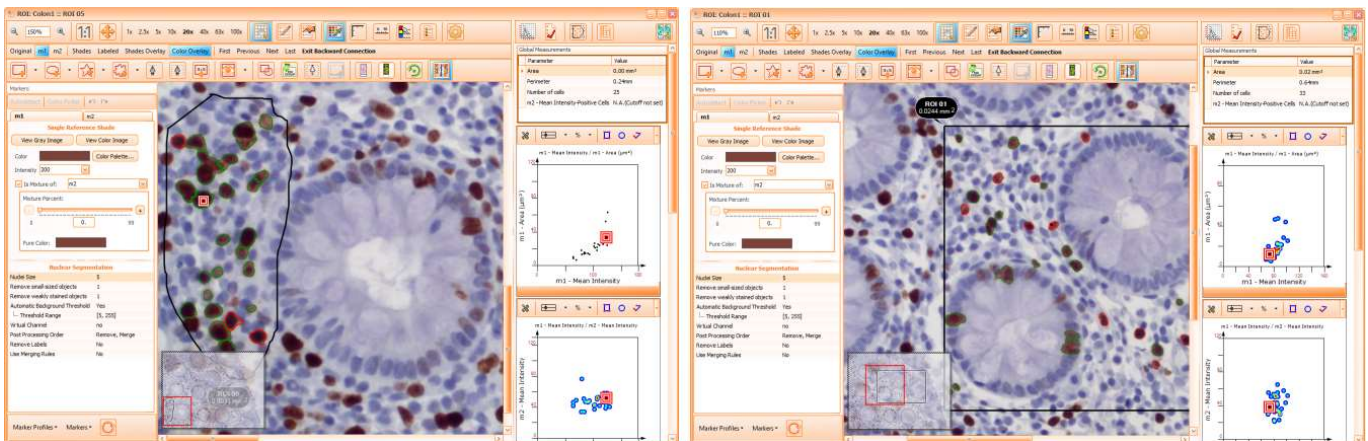 ROI: Colon1 :: ROI 05
150% 1:1 1x 2.5x 5x 10x 20x 40x 63x 100x
Original m1 m2 Shades Labeled Shades Overlay Color Overlay First Previous Next Last Exit Backward Connection
Markers:
m1 m2
Single Reference Shade
View Gray Image View Color Image
Color Color Palette...
Intensity 200
Is Mixture of: m2
Mixture Percent:
0.
Pure Color:
Nuclear Segmentation
Nuclei Size 5
Remove small-sized objects 1
Remove weakly stained objects 1
Automatic Background Threshold Yes
Threshold Range [5, 255]
Virtual Channel no
Post Processing Order Remove, Merge
Remove Labels No
Use Merging Rules No
Marker Profiles Markers
Global Measurements
Parameter Value
Area 0.00 mm²
Perimeter 0.24mm
Number of cells 25
m2 - Mean Intensity-Positive Cells N.A.(Cutoff not set)
m1 - Mean Intensity / m1 - Area (µm²)
m1 - Area (µm²)
m1 - Mean Intensity
m1 - Mean Intensity / m2 - Mean Intensity
m2 - Mean Intensity
ROI: Colon1 :: ROI 01
110% 1:1 1x 2.5x 5x 10x 20x 40x 63x 100x
Original m1 m2 Shades Labeled Shades Overlay Color Overlay First Previous Next Last Exit Backward Connection
Markers:
m1 m2
Single Reference Shade
View Gray Image View Color Image
Color Color Palette...
Intensity 200
Is Mixture of: m2
Mixture Percent:
0.
Pure Color:
Nuclear Segmentation
Nuclei Size 5
Remove small-sized objects 1
Remove weakly stained objects 1
Automatic Background Threshold Yes
Threshold Range [5, 255]
Virtual Channel no
Post Processing Order Remove, Merge
Remove Labels No
Use Merging Rules No
Marker Profiles Markers
ROI 01
0.0244 mm²
Global Measurements
Parameter Value
Area 0.02 mm²
Perimeter 0.64mm
Number of cells 33
m2 - Mean Intensity-Positive Cells N.A.(Cutoff not set)
m1 - Mean Intensity / m1 - Area (µm²)
m1 - Area (µm²)
m1 - Mean Intensity
m1 - Mean Intensity / m2 - Mean Intensity
m2 - Mean Intensity